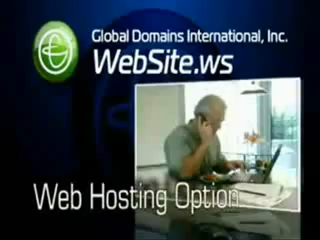 Global Domains International, Inc.
WebSite.ws
Web Hosting Option